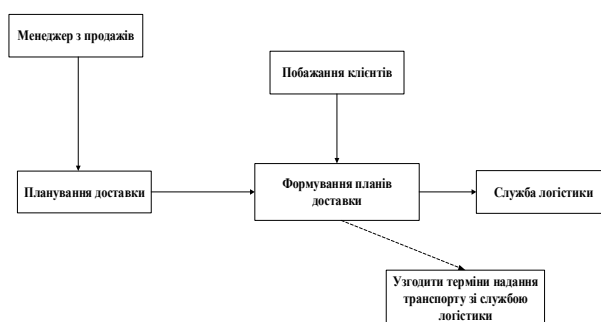 Менеджер з продажів
Побажання клієнтів
Планування доставки
Формування планів
доставки
Служба логістики
Узгодити терміни надання
транспорту зі службою
логістики